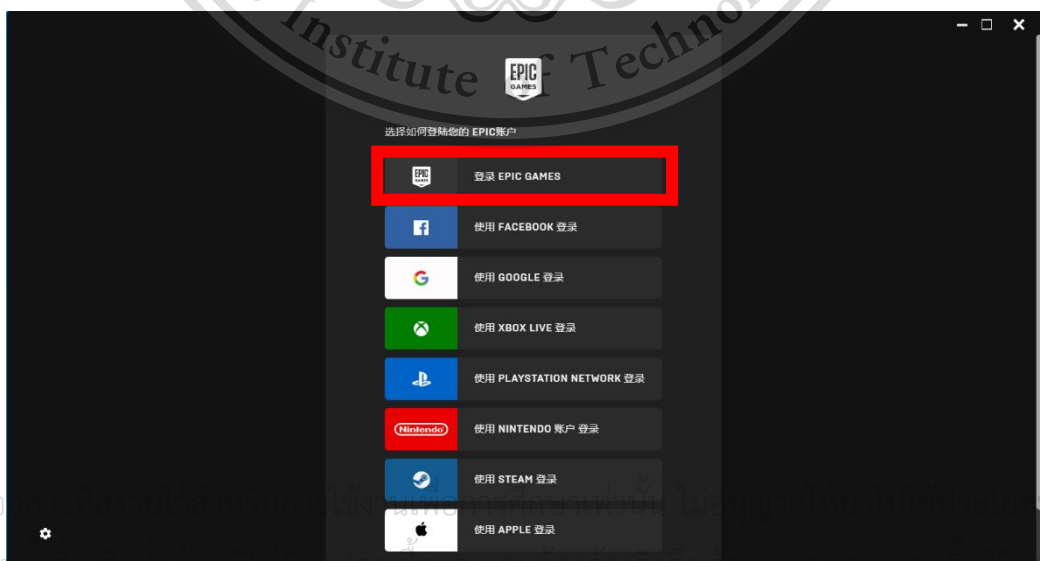 Institute of Technol
EPIC
GAMES
选择如何登陆您的 EPIC账户
EPIC
GAMES
登录 EPIC GAMES
使用 FACEBOOK 登录
使用 GOOGLE 登录
使用 XBOX LIVE 登录
使用 PLAYSTATION NETWORK 登录
Nintendo
使用 NINTENDO 账户 登录
使用 STEAM 登录
使用 APPLE 登录